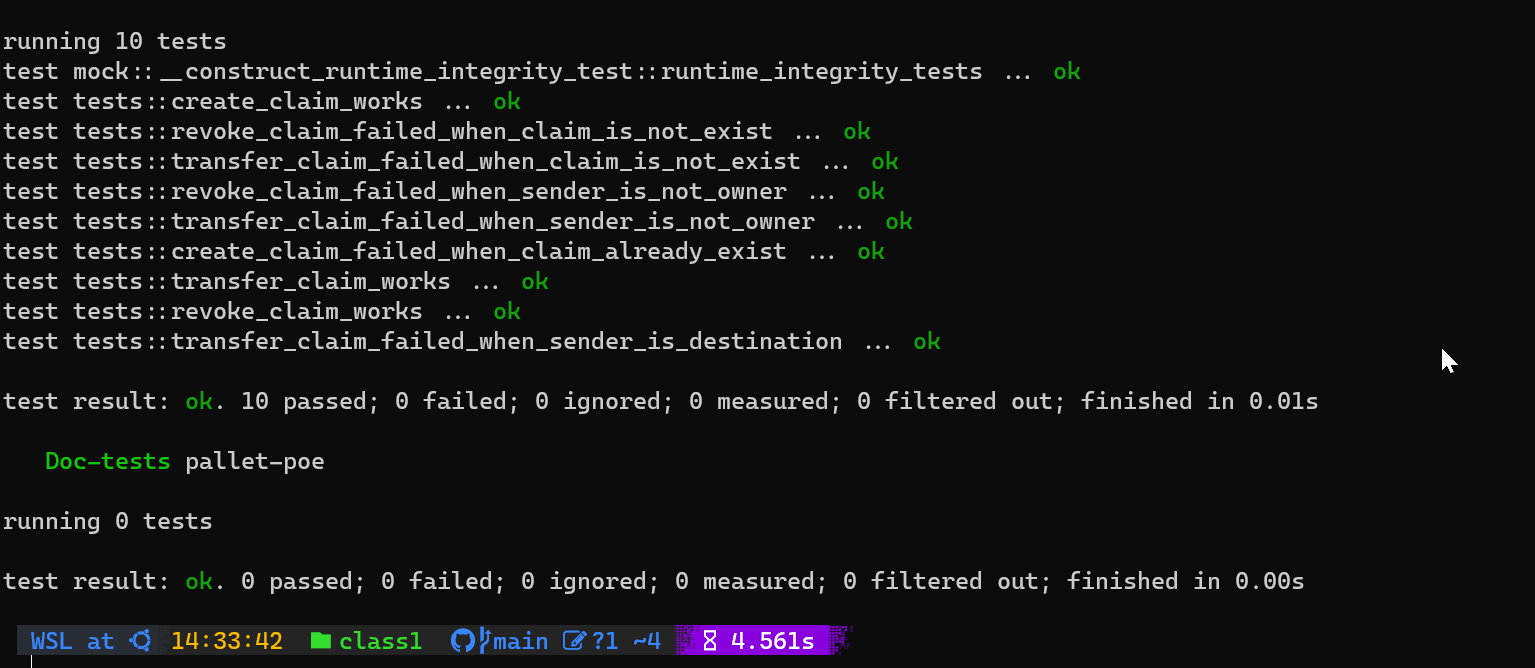 running 10 tests
test mock::__construct_runtime_integrity_test::runtime_integrity_tests ... ok
test tests::create_claim_works ... ok
test tests::revoke_claim_failed_when_claim_is_not_exist ... ok
test tests::transfer_claim_failed_when_claim_is_not_exist ... ok
test tests::revoke_claim_failed_when_sender_is_not_owner ... ok
test tests::transfer_claim_failed_when_sender_is_not_owner ... ok
test tests::create_claim_failed_when_claim_already_exist ... ok
test tests::transfer_claim_works ... ok
test tests::revoke_claim_works ... ok
test tests::transfer_claim_failed_when_sender_is_destination ... ok
test result: ok. 10 passed; 0 failed; 0 ignored; 0 measured; 0 filtered out; finished in 0.01s
Doc-tests pallet-poe
running 0 tests
test result: ok. 0 passed; 0 failed; 0 ignored; 0 measured; 0 filtered out; finished in 0.00s
WSL at 14:33:42 class1 main ?1 ~4 4.561s